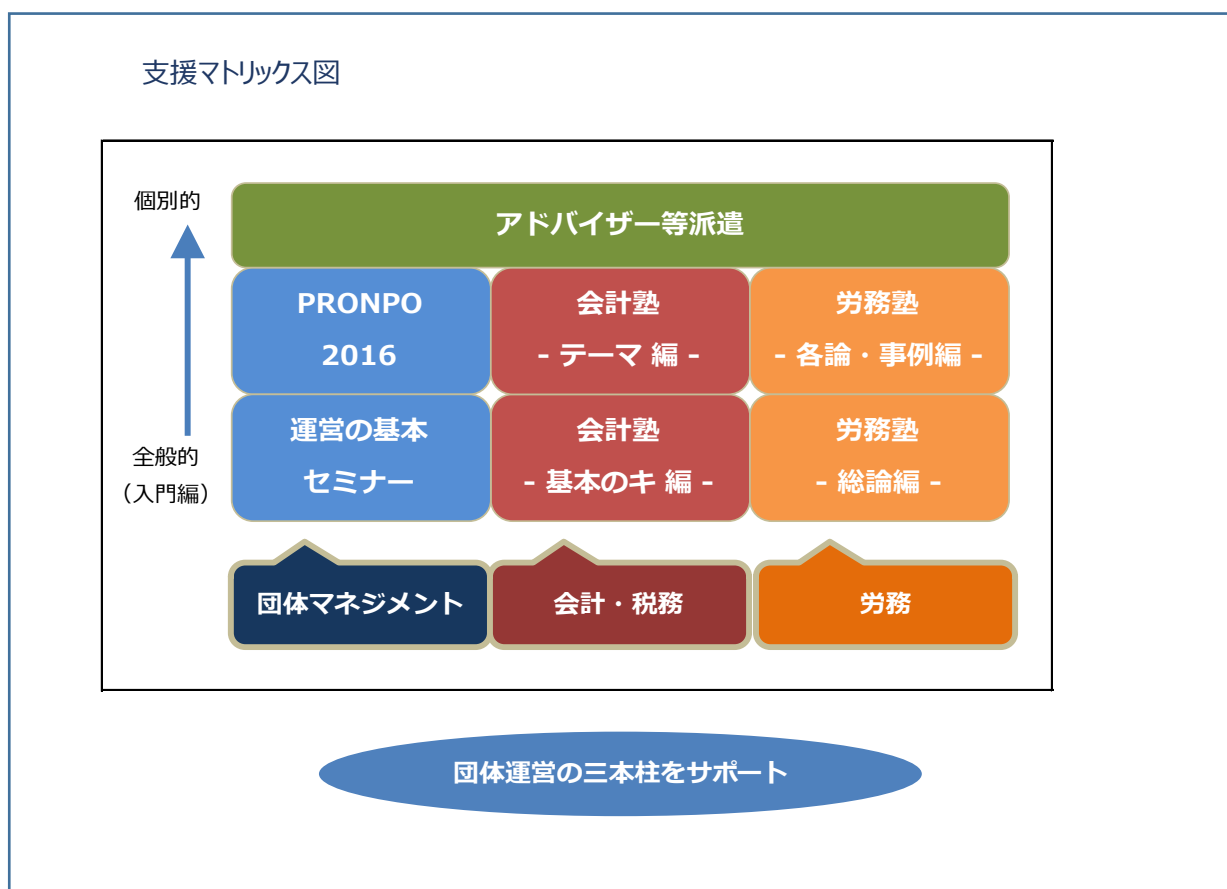 支援マトリックス図
個別的
アドバイザー等派遣
PRONPO
2016
会計塾
- テーマ 編 -
労務塾
- 各論・事例編 -
全般的
（入門編）
運営の基本
セミナー
会計塾
- 基本のキ 編 -
労務塾
- 総論編 -
団体マネジメント
会計・税務
労務
団体運営の三本柱をサポート